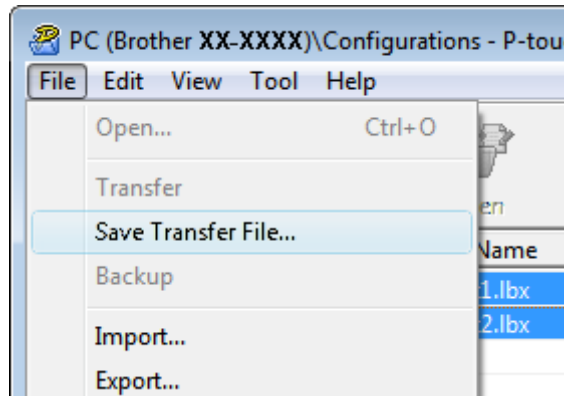 PC (Brother XX-XXXX)\Configurations - P-tou
File Edit View Tool Help
Open... Ctrl+O
Transfer
en
Save Transfer File...
Name
Backup
1.lbx
2.lbx
Import...
Export...